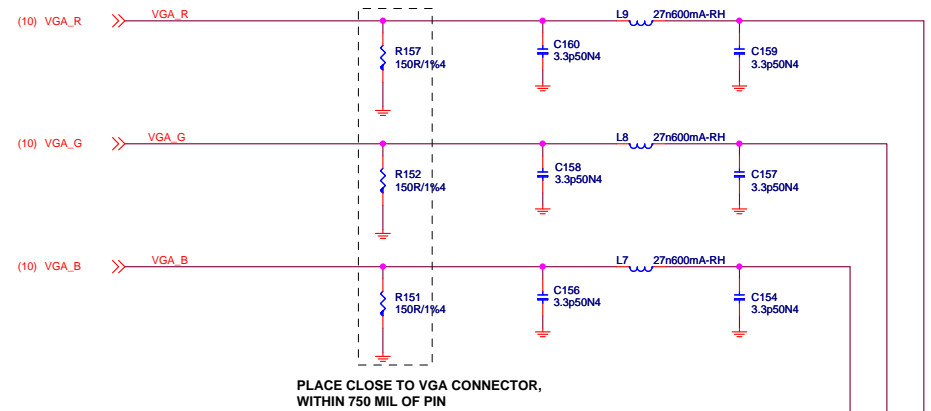 (10) VGA_R VGA_R L9 27n600mA-RH
R157
150R/1%4
C160
3.3p50N4
C159
3.3p50N4
(10) VGA_G VGA_G L8 27n600mA-RH
R152
150R/1%4
C158
3.3p50N4
C157
3.3p50N4
(10) VGA_B VGA_B L7 27n600mA-RH
R151
150R/1%4
C156
3.3p50N4
C154
3.3p50N4
PLACE CLOSE TO VGA CONNECTOR,
WITHIN 750 MIL OF PIN